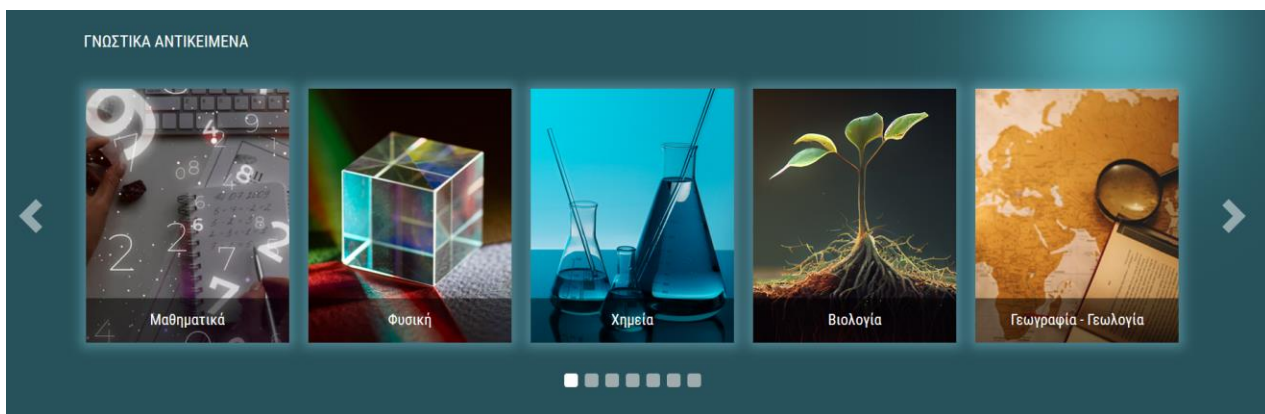 ΓΝΩΣΤΙΚΑ ΑΝΤΙΚΕΙΜΕΝΑ
Μαθηματικά
Φυσική
Χημεία
Βιολογία
Γεωγραφία - Γεωλογία